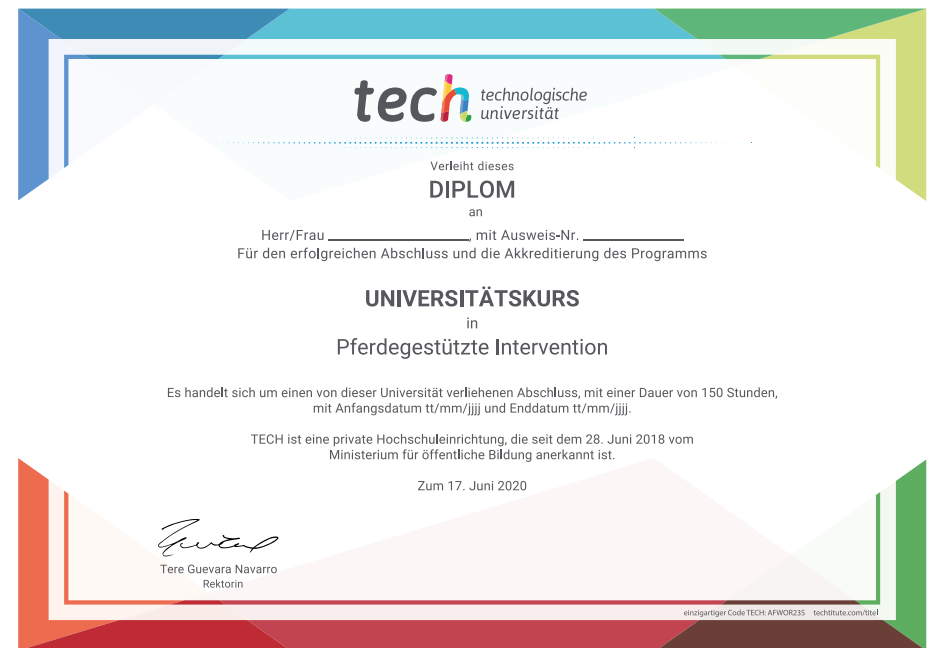 tech technologische
universität
Verleiht dieses
DIPLOM
an
Herr/Frau ____________, mit Ausweis-Nr. ____________
Für den erfolgreichen Abschluss und die Akkreditierung des Programms
UNIVERSITÄTSKURS
in
Pferdegestützte Intervention
Es handelt sich um einen von dieser Universität verliehenen Abschluss, mit einer Dauer von 150 Stunden,
mit Anfangsdatum tt/mm/jjjj und Enddatum tt/mm/jjjj.
TECH ist eine private Hochschuleinrichtung, die seit dem 28. Juni 2018 vom
Ministerium für öffentliche Bildung anerkannt ist.
Zum 17. Juni 2020
Tere Guevara Navarro
Rektorin
einzigartiger Code TECH: AFWOR23S techtitute.com/titel